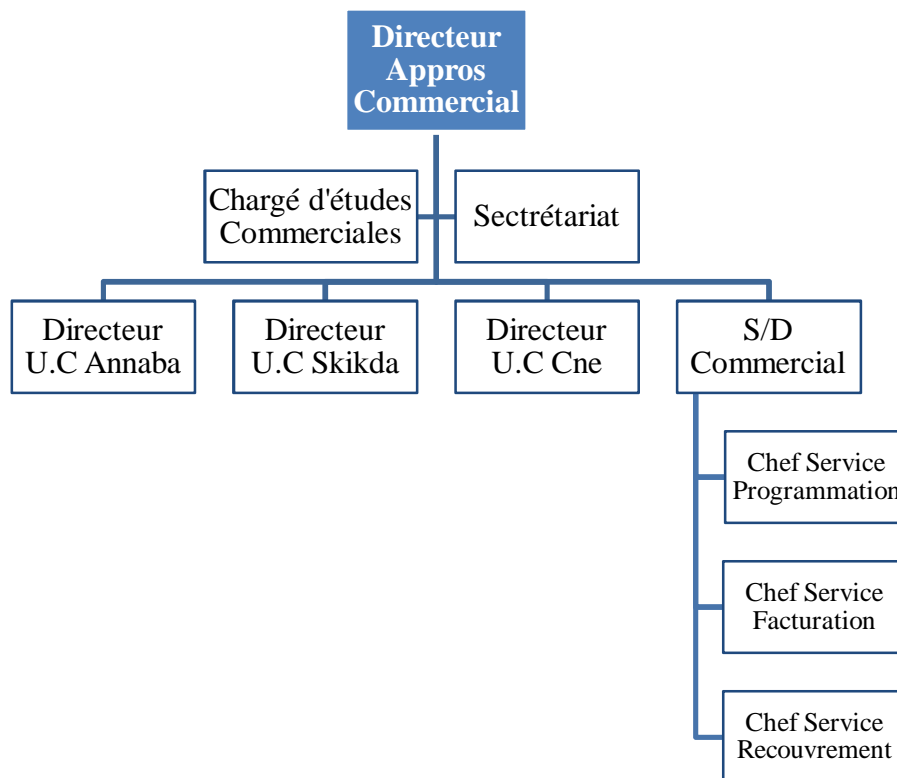 Directeur
Appros
Commercial
Chargé d'études
Commerciales
Sectrétariat
Directeur
U.C Annaba
Directeur
U.C Skikda
Directeur
U.C Cne
S/D
Commercial
Chef Service
Programmation
Chef Service
Facturation
Chef Service
Recouvrement